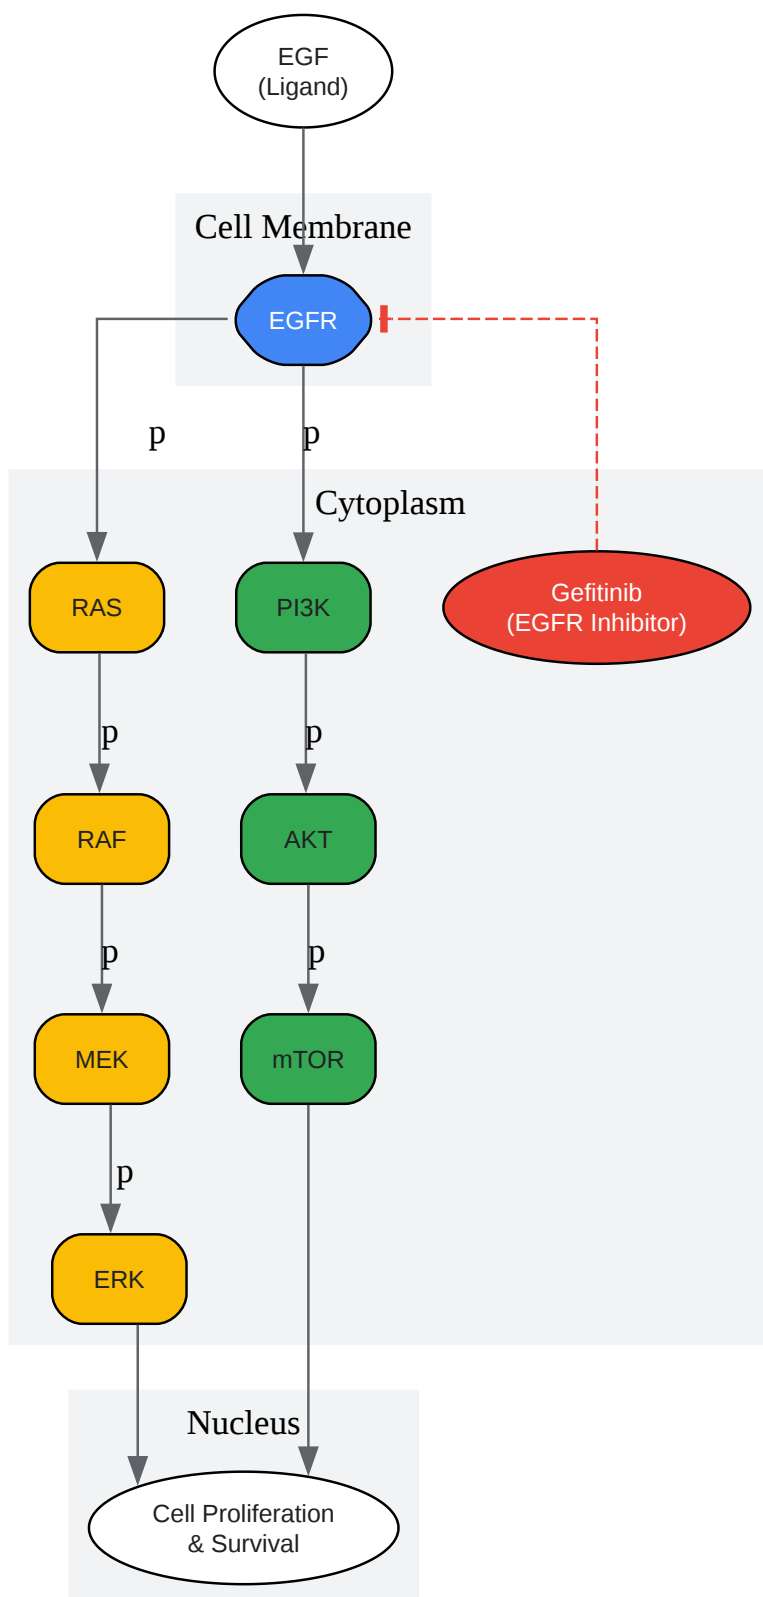 EGF
(Ligand)
Cell Membrane
EGFR
p
p
Cytoplasm
RAS
PI3K
Gefitinib
(EGFR Inhibitor)
p
p
RAF
AKT
p
p
MEK
mTOR
p
ERK
Nucleus
Cell Proliferation
& Survival